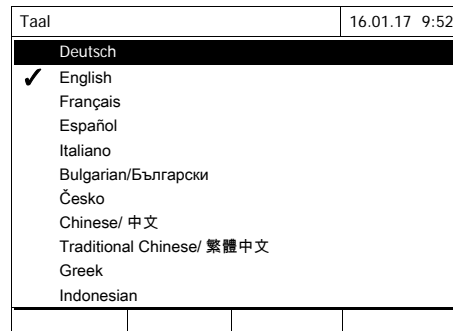 Taal 16.01.17 9:52
Deutsch
✓ English
Français
Español
Italiano
Bulgarian/Български
Česko
Chinese/ 中文
Traditional Chinese/ 繁體中文
Greek
Indonesian